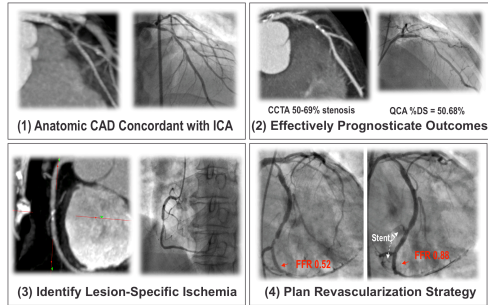 (1) Anatomic CAD Concordant with ICA
CCTA 50-69% stenosis
QCA %DS = 50.68%
(2) Effectively Prognosticate Outcomes
(3) Identify Lesion-Specific Ischemia
FFR 0.52
Stent
FFR 0.88
(4) Plan Revascularization Strategy